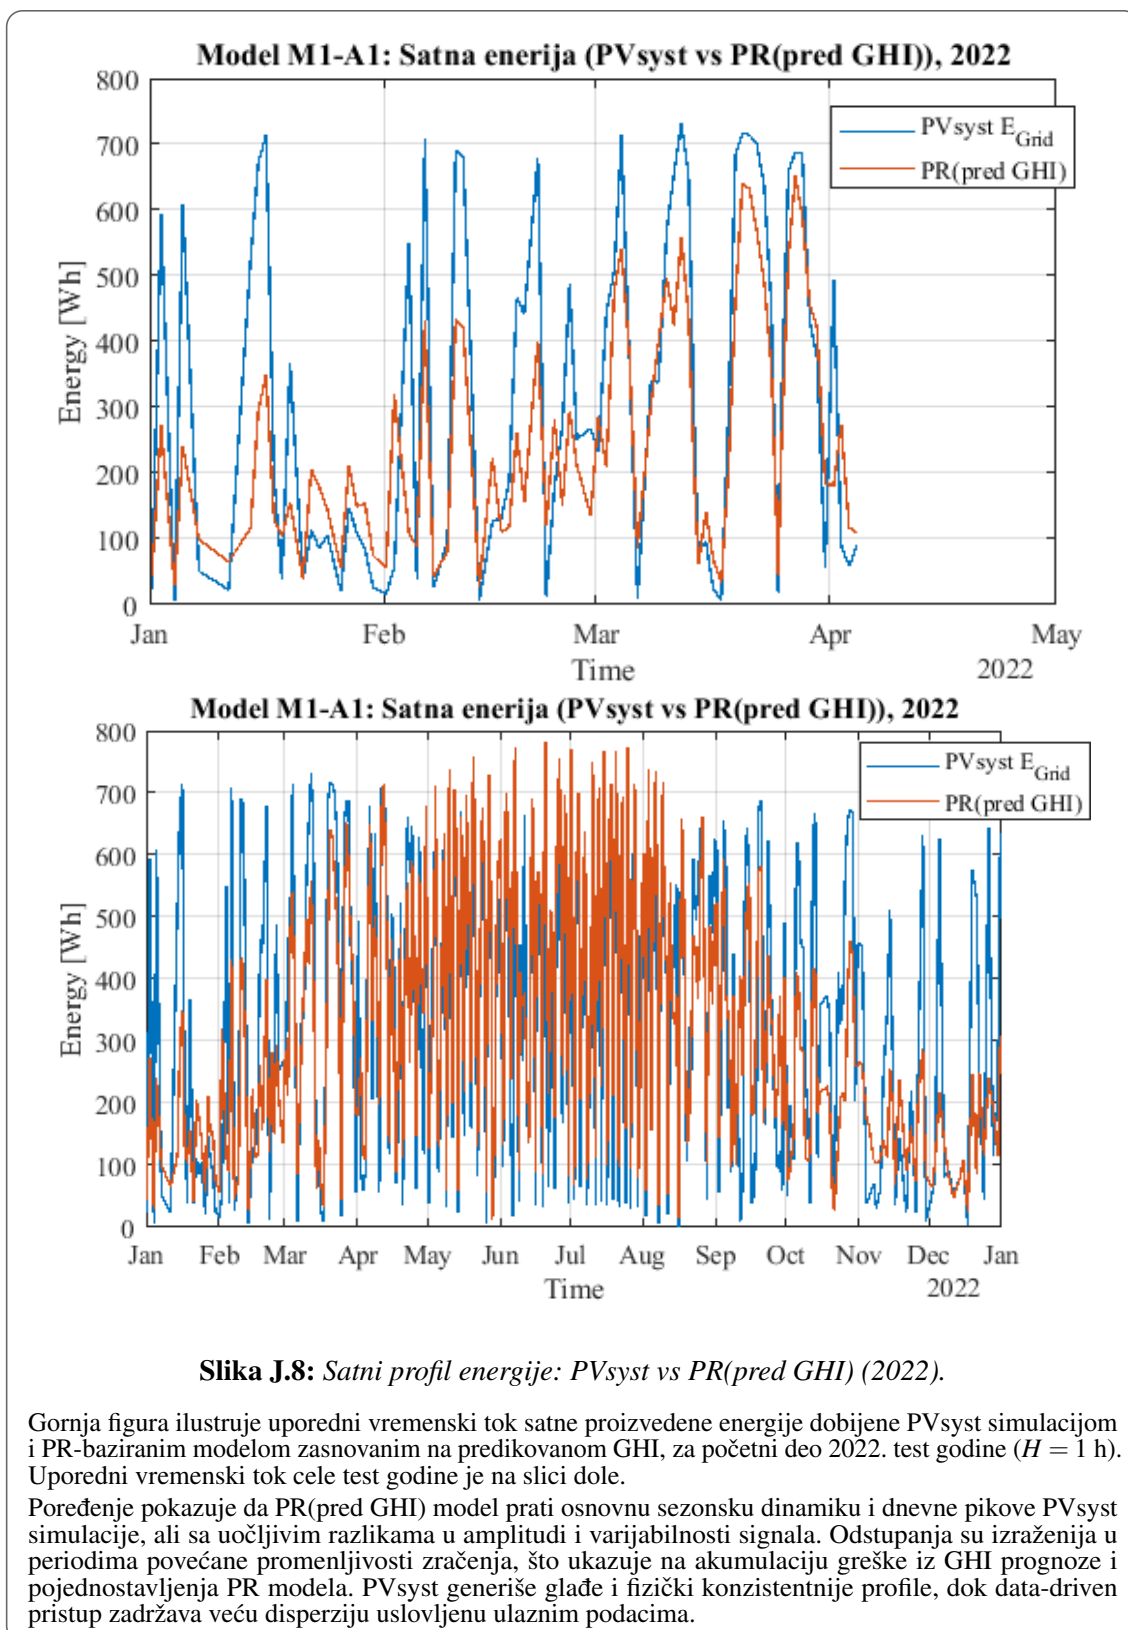 Model M1-A1: Satna enerija (PVsyst vs PR(pred GHI)), 2022
800
700
600
500
400
300
200
100
0
Energy [Wh]
PVsyst E_Grid
PR(pred GHI)
Jan Feb Mar Apr May
Time
2022
Model M1-A1: Satna enerija (PVsyst vs PR(pred GHI)), 2022
800
700
600
500
400
300
200
100
0
Energy [Wh]
PVsyst E_Grid
PR(pred GHI)
Jan Feb Mar Apr May Jun Jul Aug Sep Oct Nov Dec Jan
Time
2022
Slika J.8: Satni profil energije: PVsyst vs PR(pred GHI) (2022).
Gornja figura ilustruje uporedni vremenski tok satne proizvedene energije dobijene PVsyst simulacijom
i PR-baziranim modelom zasnovanim na predikovanom GHI, za početni deo 2022. test godine (H = 1 h).
Uporedni vremenski tok cele test godine je na slici dole.
Poređenje pokazuje da PR(pred GHI) model prati osnovnu sezonsku dinamiku i dnevne pikove PVsyst
simulacije, ali sa uočljivim razlikama u amplitudi i varijabilnosti signala. Odstupanja su izraženija u
periodima povećane promenljivosti zračenja, što ukazuje na akumulaciju greške iz GHI prognoze i
pojednostavljenja PR modela. PVsyst generiše glađe i fizički konzistentnije profile, dok data-driven
pristup zadržava veću disperziju uslovljenu ulaznim podacima.